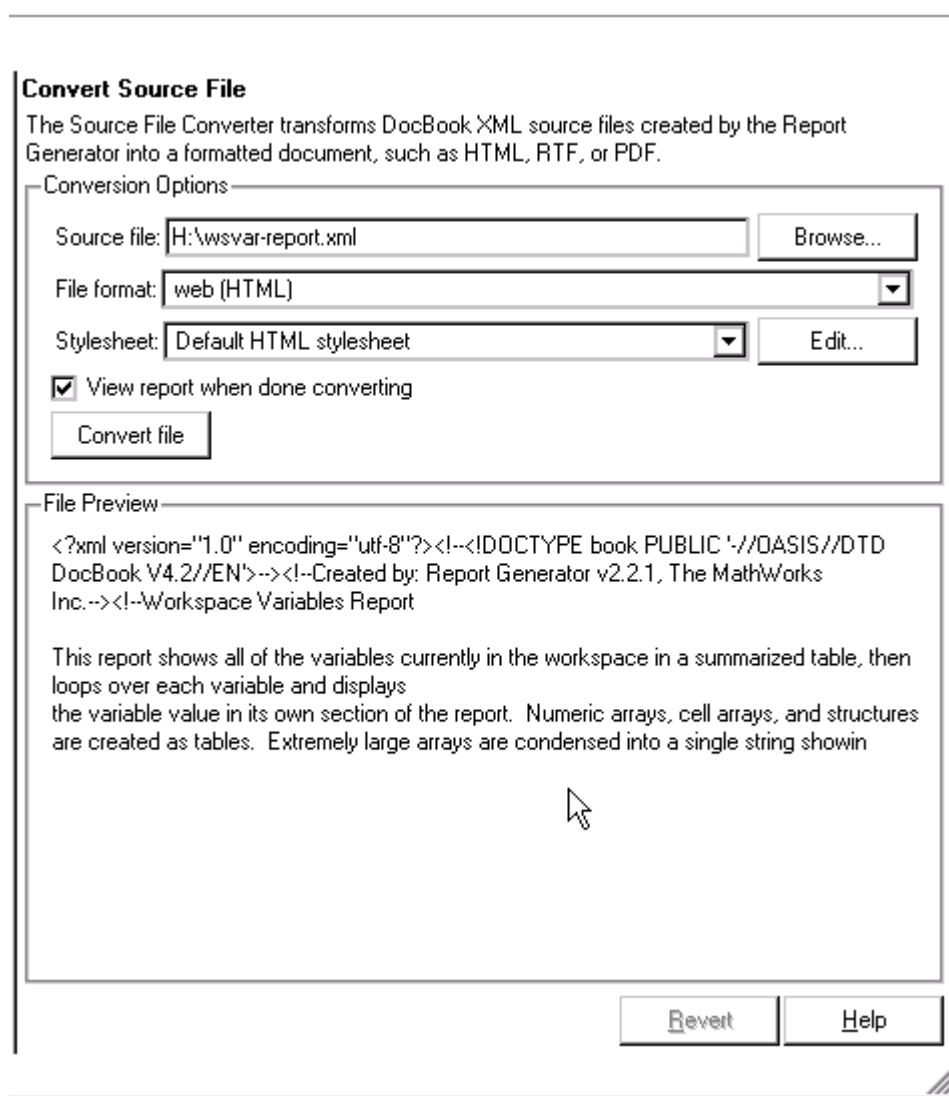 Convert Source File
The Source File Converter transforms DocBook XML source files created by the Report
Generator into a formatted document, such as HTML, RTF, or PDF.
Conversion Options
Source file: H:\wsvar-report.xml Browse...
File format: web (HTML)
Stylesheet: Default HTML stylesheet Edit...
View report when done converting
Convert file
File Preview
<?xml version="1.0" encoding="utf-8"?><!--<!DOCTYPE book PUBLIC '-//OASIS//DTD
DocBook V4.2//EN'>--><!--Created by: Report Generator v2.2.1, The MathWorks
Inc.--><!--Workspace Variables Report
This report shows all of the variables currently in the workspace in a summarized table, then
loops over each variable and displays
the variable value in its own section of the report.  Numeric arrays, cell arrays, and structures
are created as tables.  Extremely large arrays are condensed into a single string showin
Revert Help